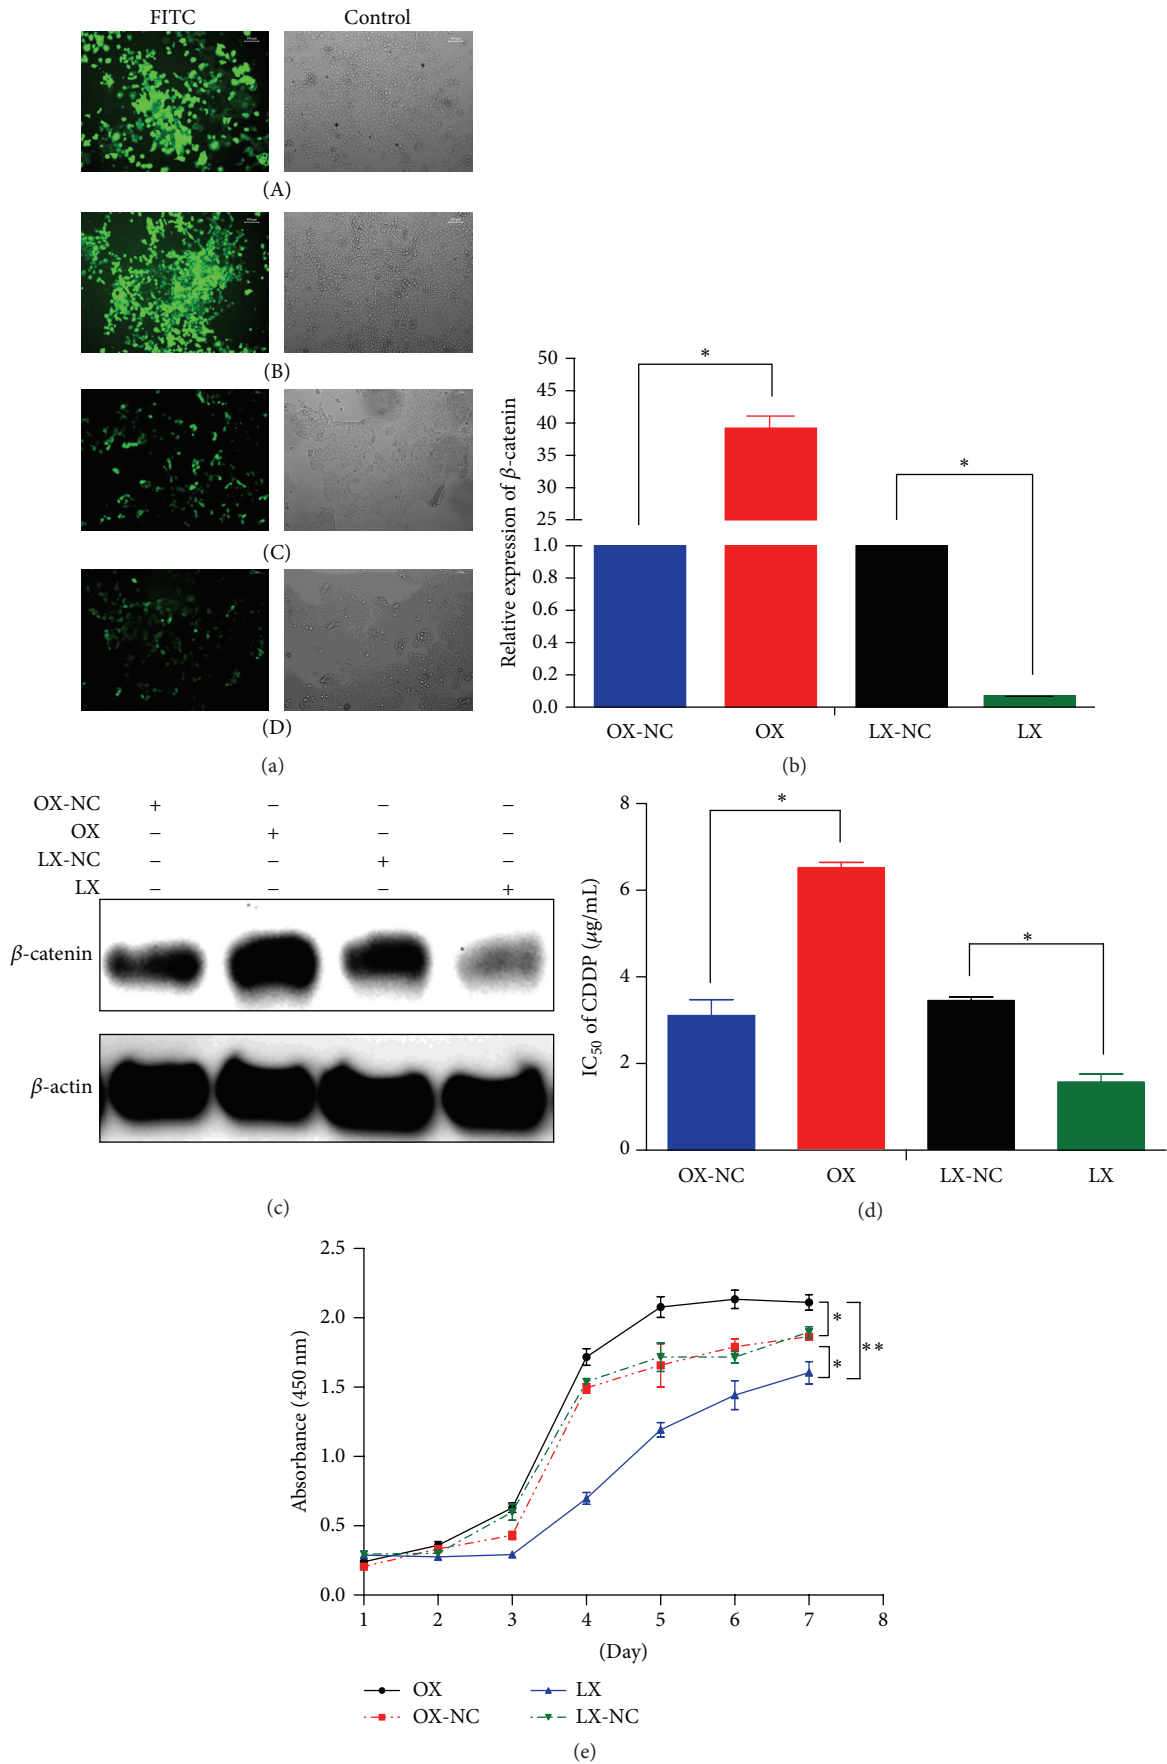 FITC Control
(A)
(B)
(C)
(D)
(a)
Relative expression of β-catenin
50
45
40
35
30
25
1.0
0.8
0.6
0.4
0.2
0.0
* *
OX-NC OX LX-NC LX
(b)
OX-NC + − − −
OX − + − −
LX-NC − − + −
LX − − − +
β-catenin
β-actin
(c)
IC50 of CDDP (μg/mL)
8
6
4
2
0
* *
OX-NC OX LX-NC LX
(d)
Absorbance (450 nm)
2.5
2.0
1.5
1.0
0.5
0.0
*
**
*
1 2 3 4 5 6 7 8
(Day)
OX LX
OX-NC LX-NC
(e)